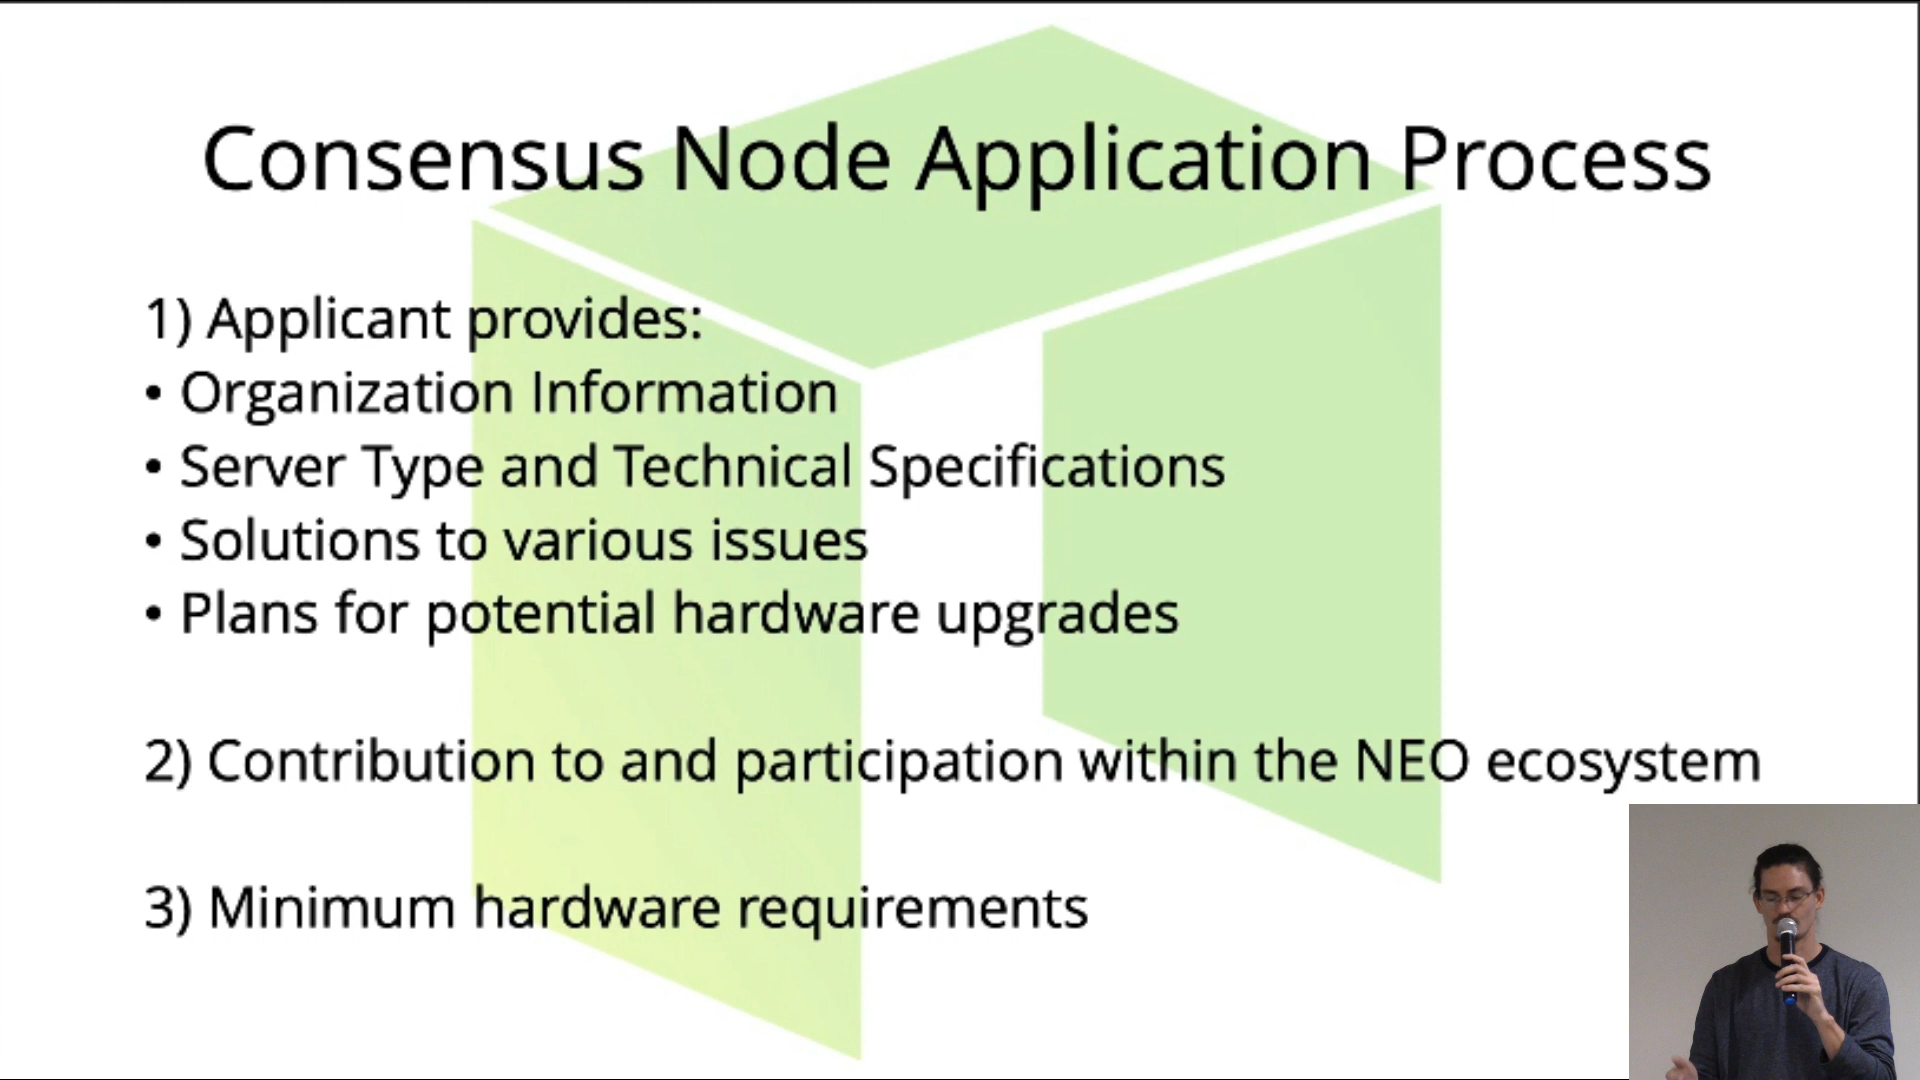 Consensus Node Application Process
1) Applicant provides:
• Organization Information
• Server Type and Technical Specifications
• Solutions to various issues
• Plans for potential hardware upgrades
2) Contribution to and participation within the NEO ecosystem
3) Minimum hardware requirements